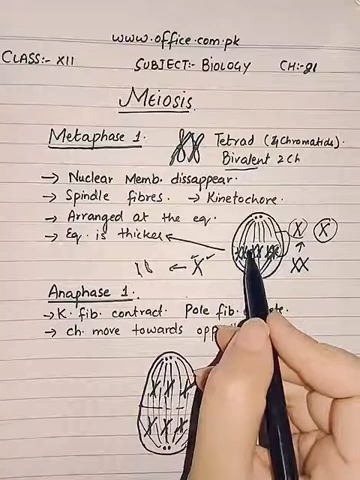 www.office.com.pk
CLASS:- XII SUBJECT:- BIOLOGY CH:- 21
MEIOSIS.
Metaphase 1. Tetrad (4 chromatids).
Bivalent 2 Ch
→ Nuclear Memb. dissappear.
→ Spindle fibres. → Kinetochore.
→ Arranged at the eq.
→ Eq. is thicker
Anaphase 1.
→ K. fib. contract. Pole fib.
→ ch. move towards